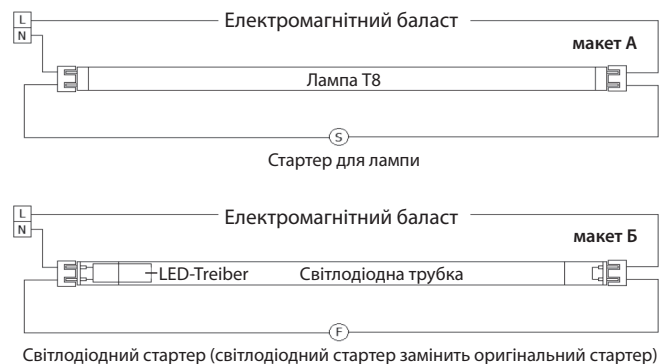 L
Електромагнітний баласт
N
макет А
Лампа T8
S
Стартер для лампи
L
Електромагнітний баласт
N
макет Б
LED-Treiber
Світлодіодна трубка
F
Світлодіодний стартер (світлодіодний стартер замінить оригінальний стартер)